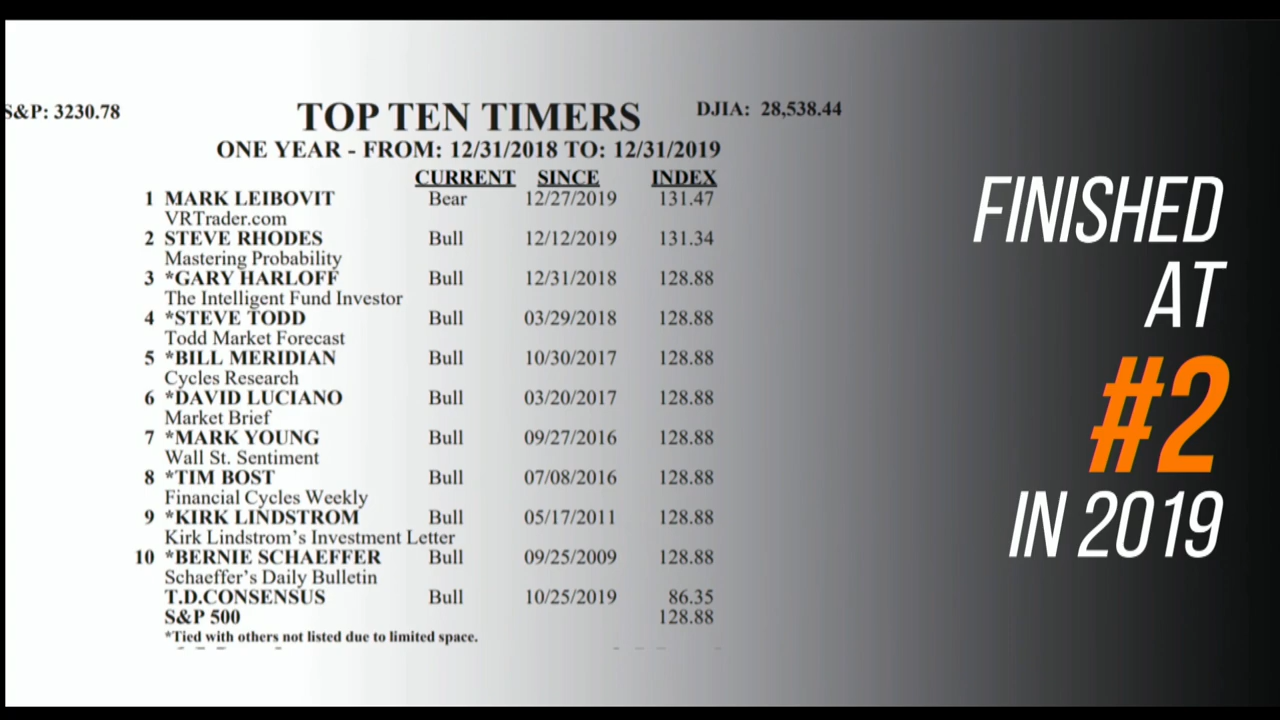 S&P: 3230.78 TOP TEN TIMERS DJIA: 28,538.44
ONE YEAR - FROM: 12/31/2018 TO: 12/31/2019
CURRENT SINCE INDEX
1 MARK LEIBOVIT Bear 12/27/2019 131.47
VRTrader.com
2 STEVE RHODES Bull 12/12/2019 131.34
Mastering Probability
3 *GARY HARLOFF Bull 12/31/2018 128.88
The Intelligent Fund Investor
4 *STEVE TODD Bull 03/29/2018 128.88
Todd Market Forecast
5 *BILL MERIDIAN Bull 10/30/2017 128.88
Cycles Research
6 *DAVID LUCIANO Bull 03/20/2017 128.88
Market Brief
7 *MARK YOUNG Bull 09/27/2016 128.88
Wall St. Sentiment
8 *TIM BOST Bull 07/08/2016 128.88
Financial Cycles Weekly
9 *KIRK LINDSTROM Bull 05/17/2011 128.88
Kirk Lindstrom's Investment Letter
10 *BERNIE SCHAEFFER Bull 09/25/2009 128.88
Schaeffer's Daily Bulletin
T.D.CONSENSUS Bull 10/25/2019 86.35
S&P 500 128.88
*Tied with others not listed due to limited space.
FINISHED
AT
#2
IN 2019